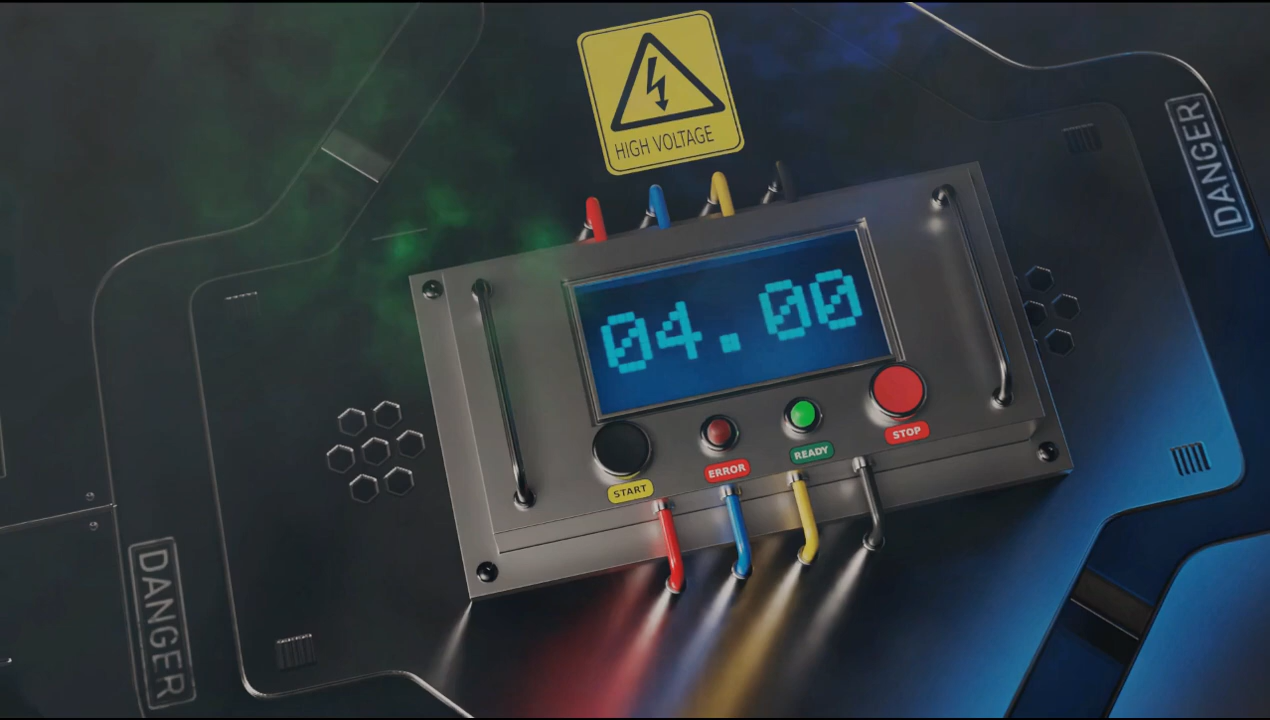 HIGH VOLTAGE
DANGER
04.00
START
ERROR
READY
STOP
DANGER